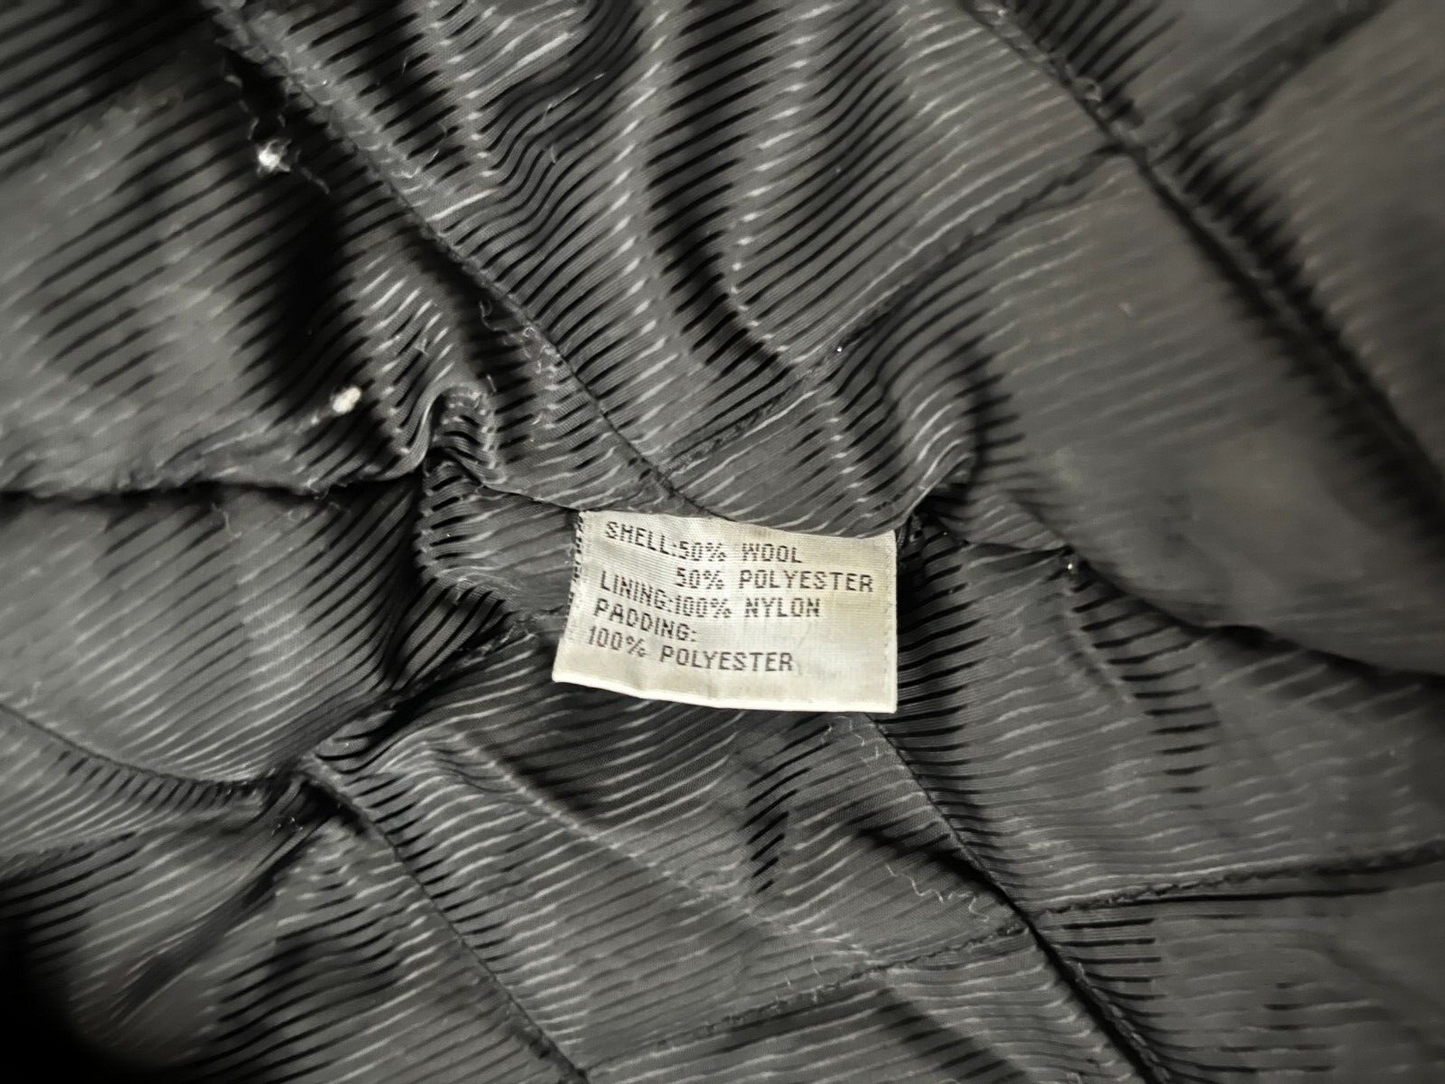 SHELL:50% WOOL
50% POLYESTER
LINING:100% NYLON
PADDING:
100% POLYESTER